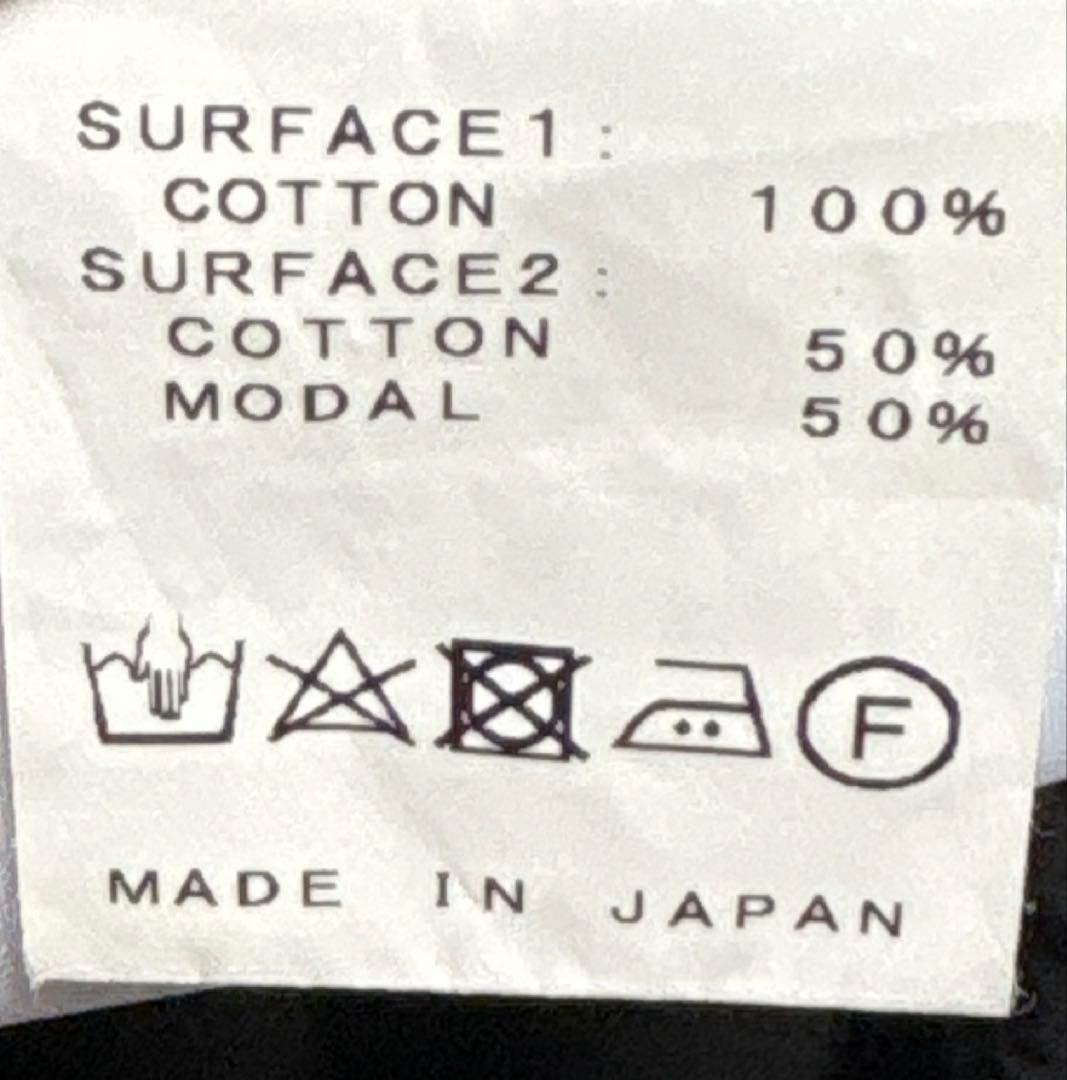 SURFACE1:
COTTON 100%
SURFACE2:
COTTON 50%
MODAL 50%
F
MADE IN JAPAN